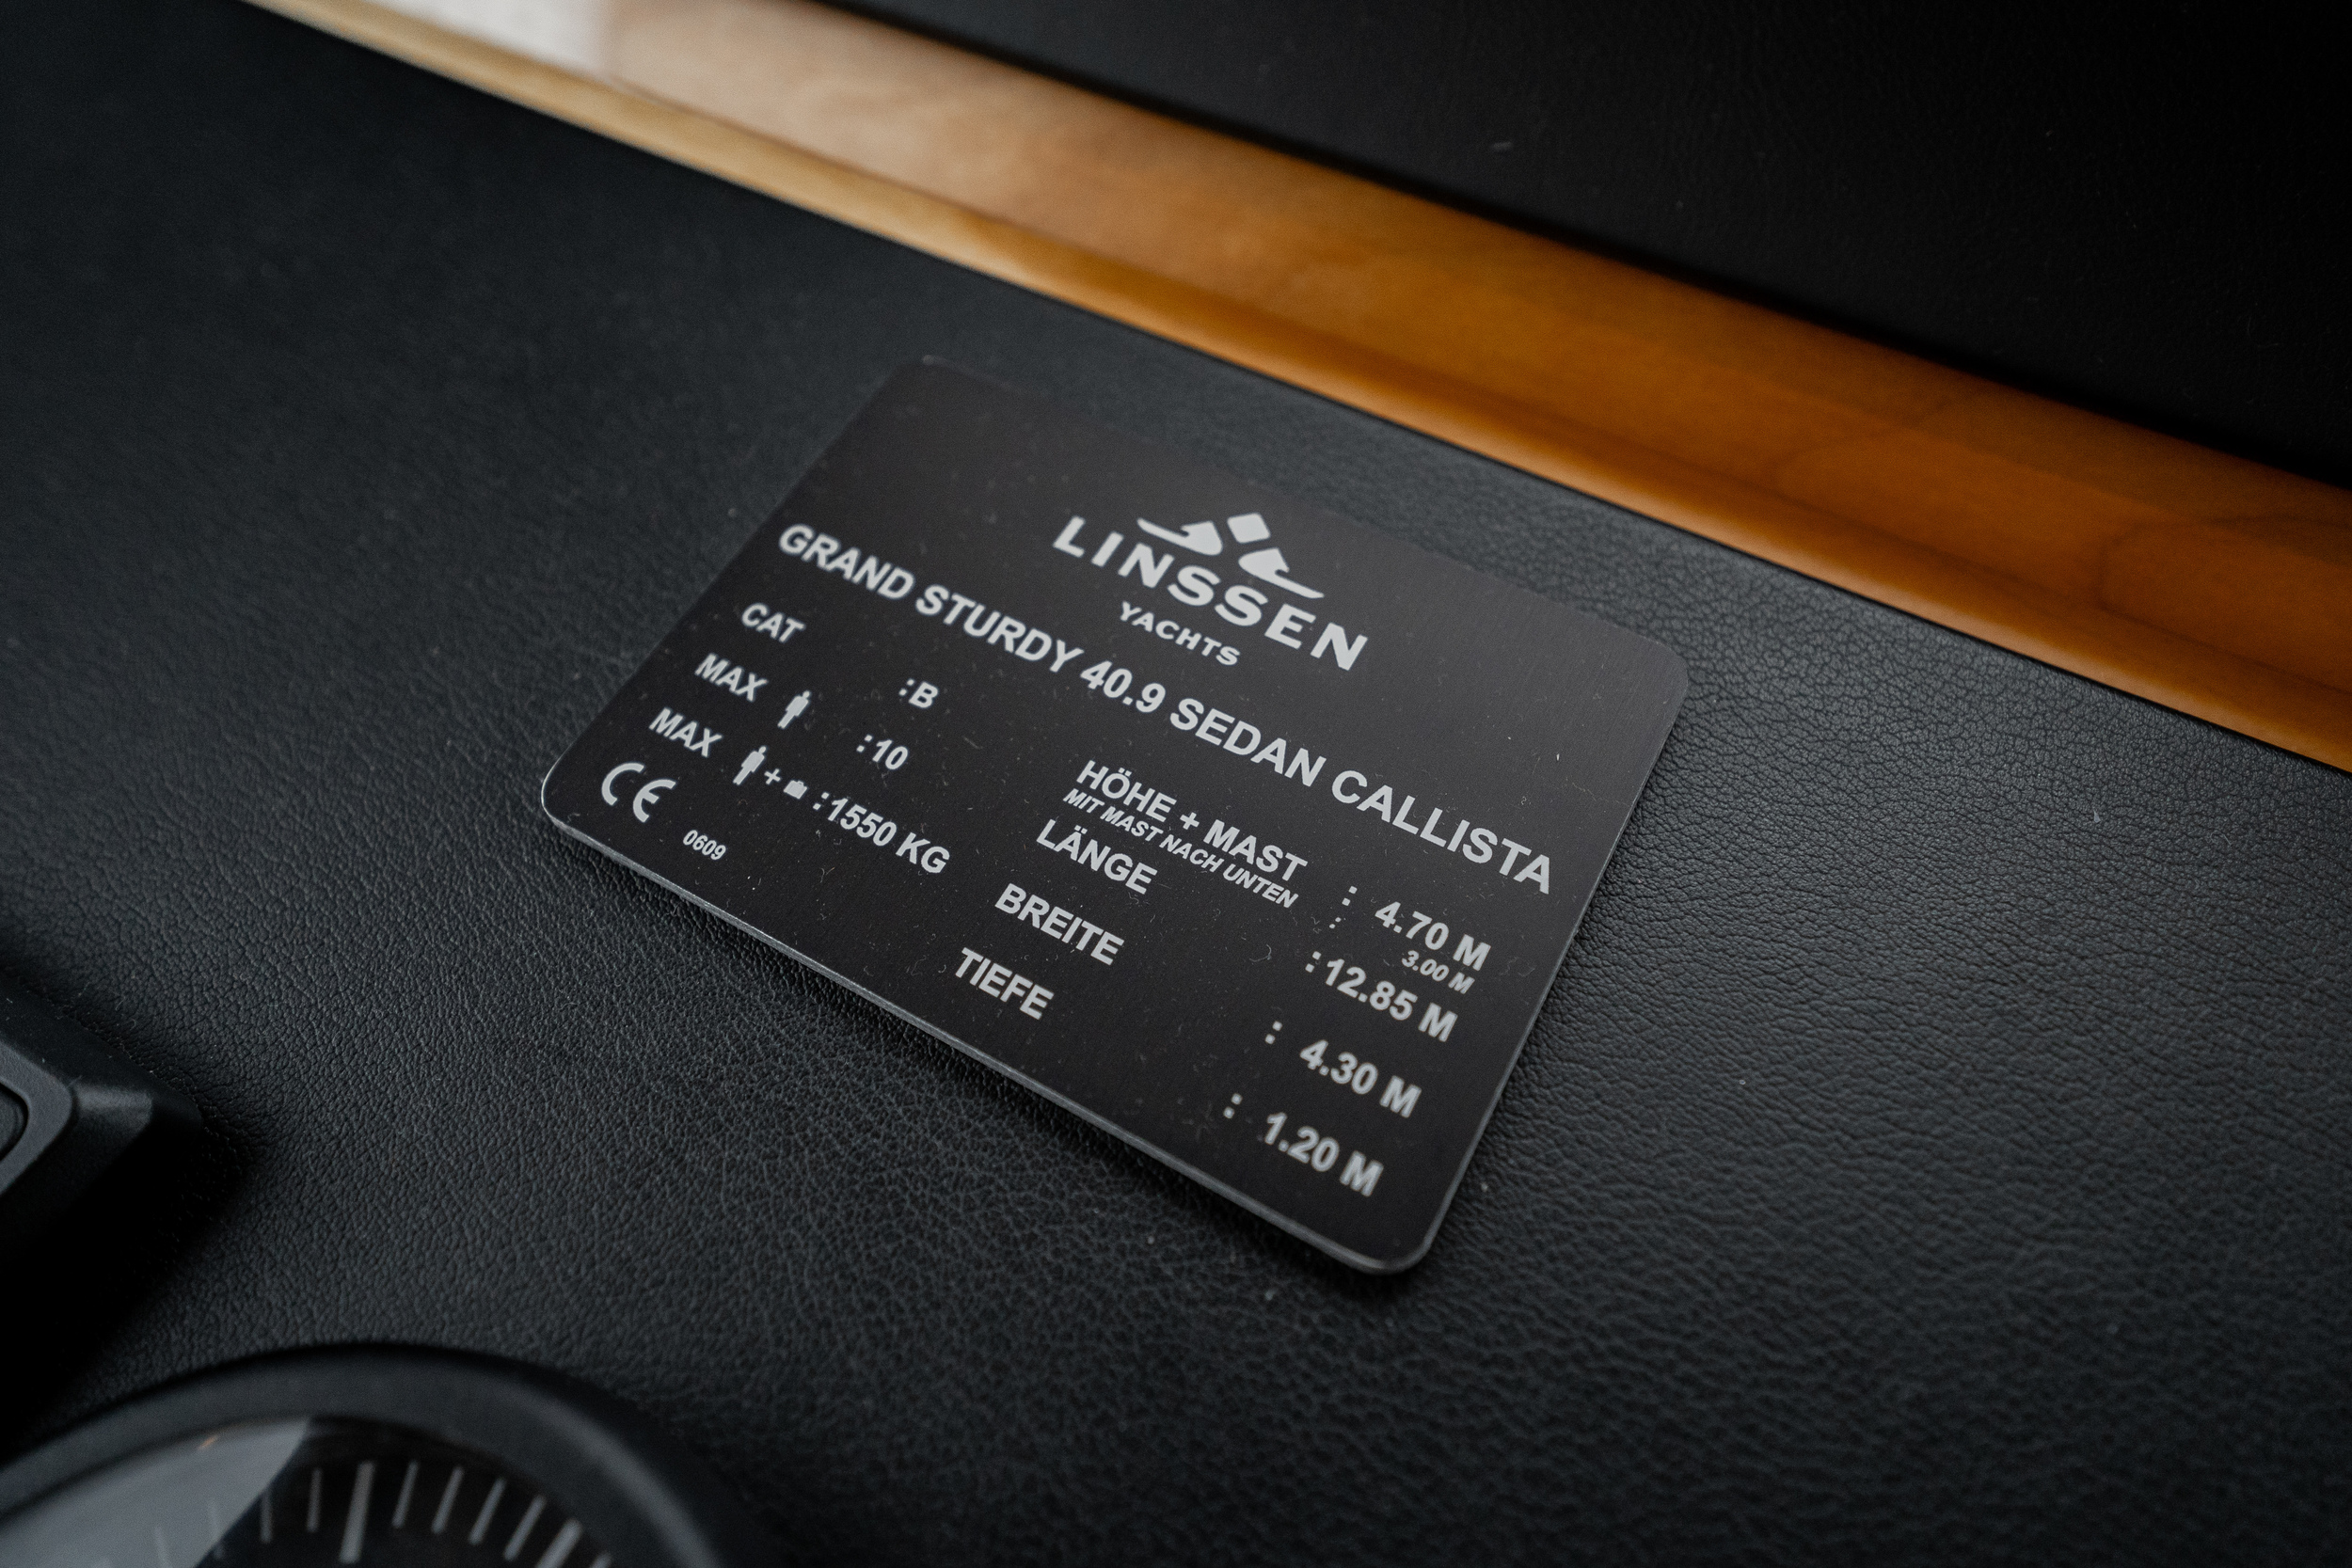 LINSSEN
YACHTS
GRAND STURDY 40.9 SEDAN CALLISTA
CAT :B
MAX :10
MAX + :1550 KG
CE 0609
HÖHE + MAST : 4.70 M
MIT MAST NACH UNTEN : 3.00 M
LÄNGE :12.85 M
BREITE : 4.30 M
TIEFE : 1.20 M